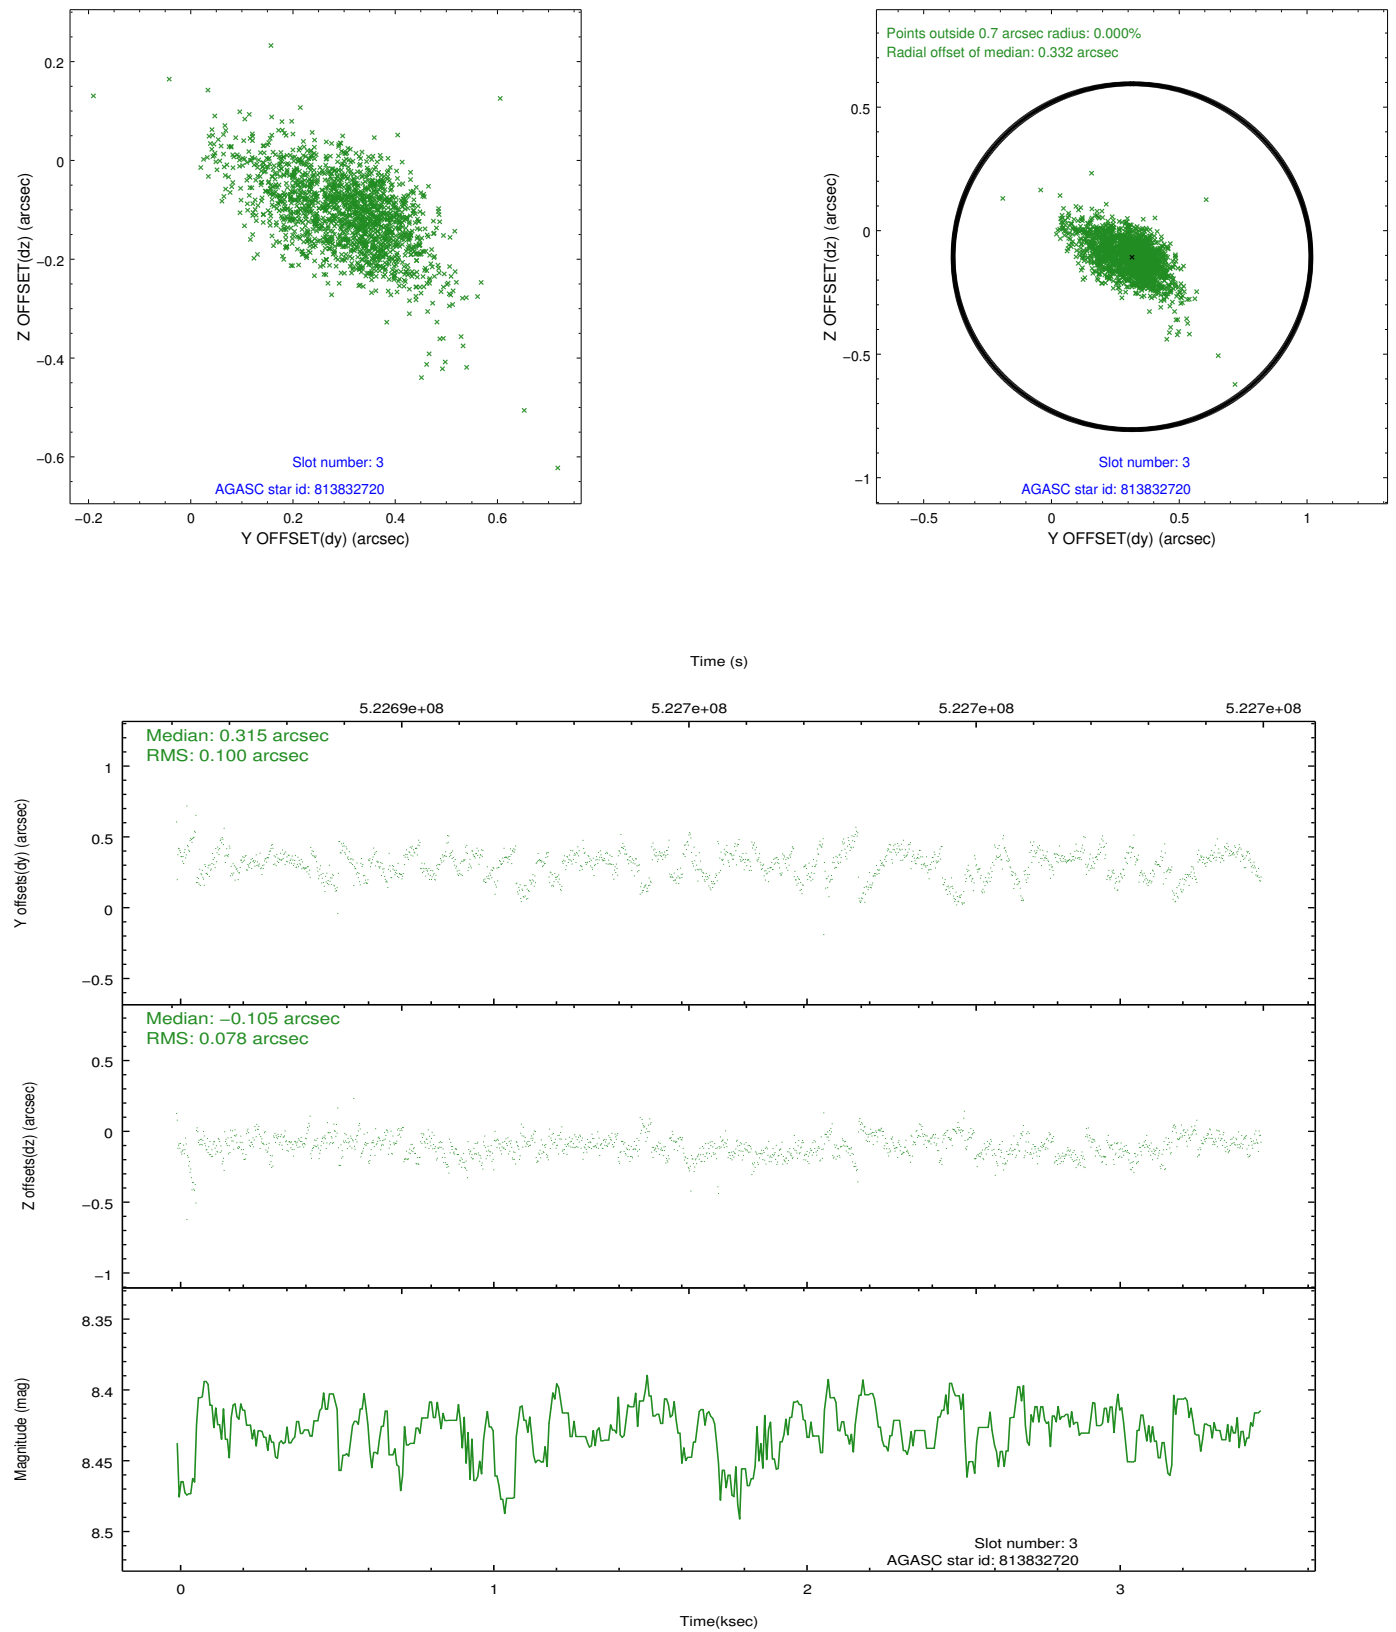 0.2
0
−0.2
−0.4
−0.6
Z OFFSET(dz) (arcsec)
Slot number: 3
AGASC star id: 813832720
−0.2
0
0.2
0.4
0.6
Y OFFSET(dy) (arcsec)
Points outside 0.7 arcsec radius: 0.000%
Radial offset of median: 0.332 arcsec
0.5
0
−0.5
−1
Z OFFSET(dz) (arcsec)
Slot number: 3
AGASC star id: 813832720
−0.5
0
0.5
1
Y OFFSET(dy) (arcsec)
Time (s)
5.2269e+08
5.227e+08
5.227e+08
5.227e+08
Median: 0.315 arcsec
RMS: 0.100 arcsec
1
0.5
0
−0.5
Y offsets(dy) (arcsec)
Median: −0.105 arcsec
RMS: 0.078 arcsec
0.5
0
−0.5
−1
Z offsets(dz) (arcsec)
8.35
8.4
8.45
8.5
Magnitude (mag)
Slot number: 3
AGASC star id: 813832720
0
1
2
3
Time(ksec)